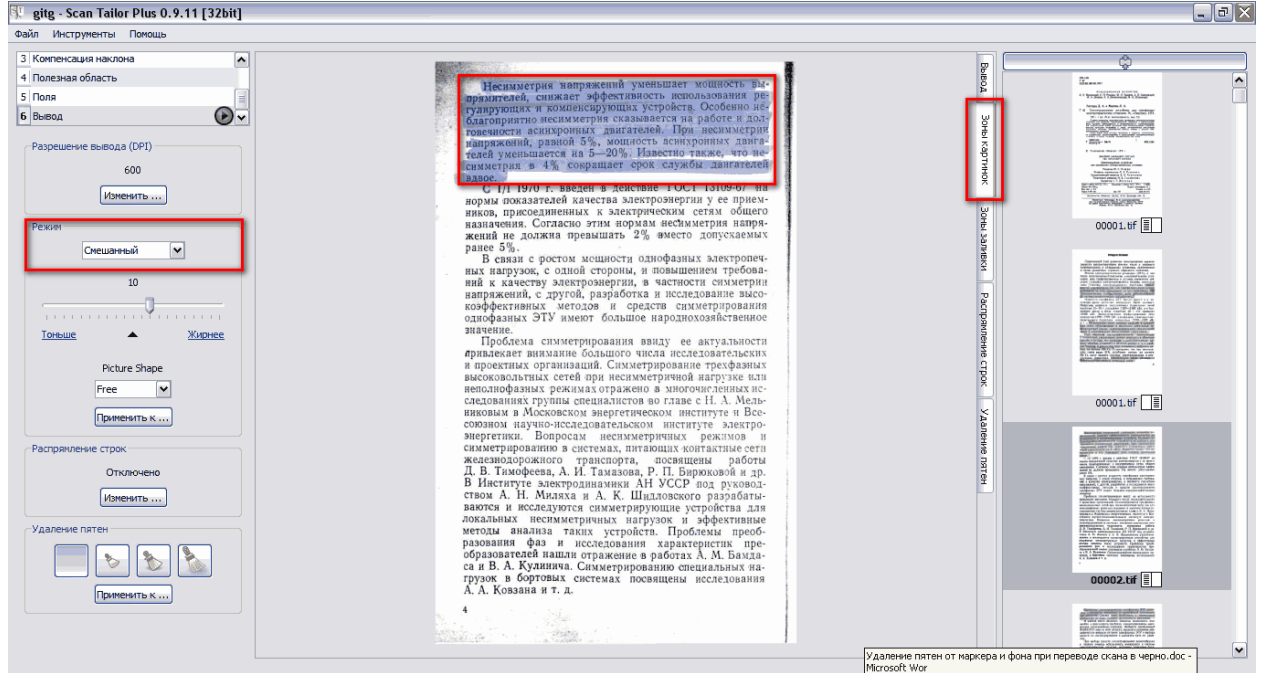 gitg - Scan Tailor Plus 0.9.11 [32bit]
Файл Инструменты Помощь
3 Компенсация наклона
4 Полезная область
5 Поля
6 Вывод
Разрешение вывода (DPI)
600
Изменить ...
Режим
Смешанный
10
Тоньше
Жирнее
Picture Shape
Free
Применить к ...
Распрямление строк
Отключено
Изменить ...
Удаление пятен
Применить к ...
Несимметрия напряжений уменьшает мощность вы-
прямителей, снижает эффективность использования ре-
гулирующих и компенсирующих устройств. Особенно не-
благоприятно несимметрия сказывается на работе и дол-
говечности асинхронных двигателей. При несимметрии
напряжений, равной 5%, мощность асинхронных двига-
телей уменьшается на 5—20%. Известно также, что не-
симметрия в 4% сокращает срок службы двигателей
вдвое.
С 1/I 1970 г. введен в действие ГОСТ 13109-67 на
нормы показателей качества электроэнергии у ее прием-
ников, присоединенных к электрическим сетям общего
назначения. Согласно этим нормам несимметрия напря-
жений не должна превышать 2% вместо допускаемых
ранее 5%.
В связи с ростом мощности однофазных электропеч-
ных нагрузок, с одной стороны, и повышением требова-
ний к качеству электроэнергии, в частности симметрии
напряжений, с другой, разработка и исследование высо-
коэффективных методов и средств симметрирования
однофазных ЭТУ имеют большое народнохозяйственное
значение.
Проблема симметрирования ввиду ее актуальности
привлекает внимание большого числа исследовательских
и проектных организаций. Симметрирование трехфазных
высоковольтных сетей при несимметричной нагрузке или
неполнофазных режимах отражено в многочисленных ис-
следованиях группы специалистов во главе с Н. А. Мель-
никовым в Московском энергетическом институте и Все-
союзном научно-исследовательском институте электро-
энергетики. Вопросам несимметричных режимов и
симметрированию в системах, питающих контактные сети
железнодорожного транспорта, посвящены работы
Д. В. Тимофеева, А. И. Тамазова, Р. П. Бирюковой и др.
В Институте электродинамики АН УССР под руковод-
ством А. Н. Миляха и А. К. Шидловского разрабаты-
ваются и исследуются симметрирующие устройства для
локальных несимметричных нагрузок и эффективные
методы анализа таких устройств. Проблемы преоб-
разования фаз и исследования характеристик пре-
образователей нашли отражение в работах А. М. Бамда-
са и В. А. Кулинича. Симметрированию специальных на-
грузок в бортовых системах посвящены исследования
А. А. Ковзана и т. д.
4
Вывод
Зоны картинок
Зоны заливки
Распрямление строк
Удаление пятен
00001.tif
00001.tif
00002.tif
Удаление пятен от маркера и фона при переводе скана в черно.doc -
Microsoft Wor